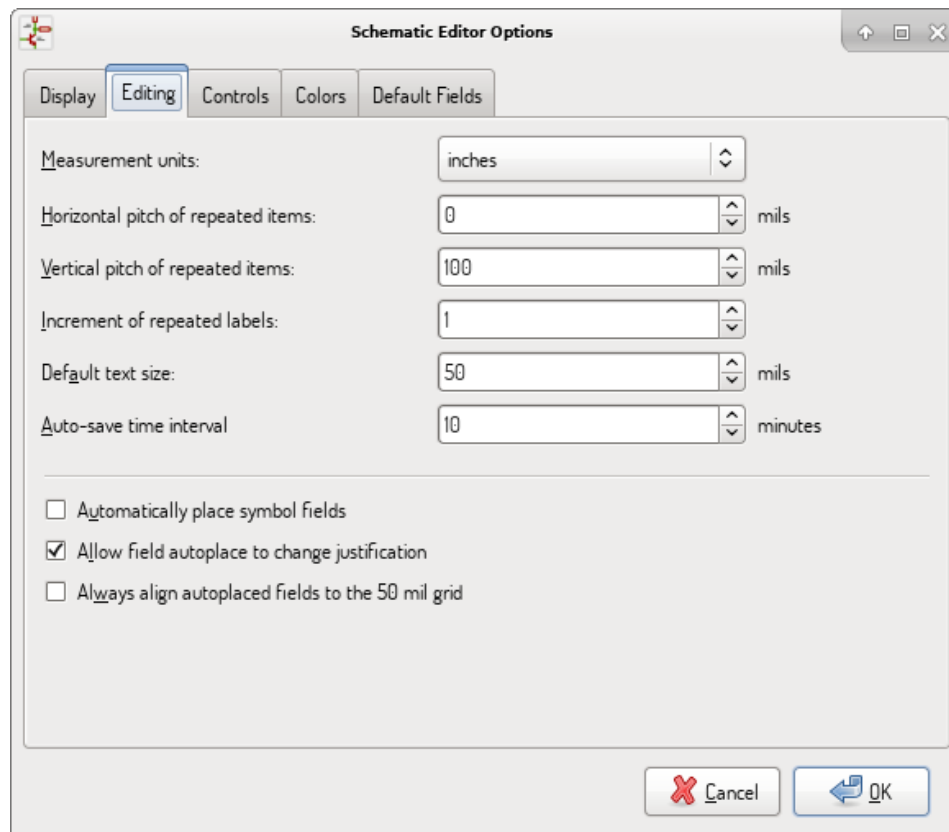 Schematic Editor Options
Display Editing Controls Colors Default Fields
Measurement units: inches
Horizontal pitch of repeated items: 0 mils
Vertical pitch of repeated items: 100 mils
Increment of repeated labels: 1
Default text size: 50 mils
Auto-save time interval 10 minutes
Automatically place symbol fields
Allow field autoplace to change justification
Always align autoplaced fields to the 50 mil grid
Cancel OK